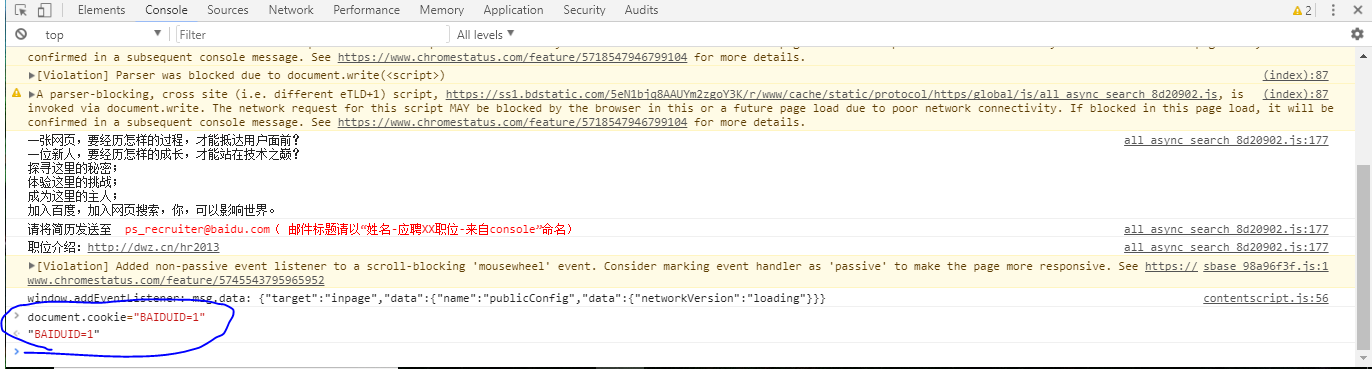 Elements Console Sources Network Performance Memory Application Security Audits 2
top Filter All levels
confirmed in a subsequent console message. See https://www.chromestatus.com/feature/5718547946799104 for more details.
[Violation] Parser was blocked due to document.write(<script>) (index):87
A parser-blocking, cross site (i.e. different eTLD+1) script, https://ss1.bdstatic.com/5eN1bjq8AAUYm2zgoY3K/r/www/cache/static/protocol/https/global/js/all_async_search_8d20902.js, is (index):87
invoked via document.write. The network request for this script MAY be blocked by the browser in this or a future page load due to poor network connectivity. If blocked in this page load, it will be
confirmed in a subsequent console message. See https://www.chromestatus.com/feature/5718547946799104 for more details.
一张网页，要经历怎样的过程，才能抵达用户面前？ all_async_search_8d20902.js:177
一位新人，要经历怎样的成长，才能站在技术之巅？
探寻这里的秘密；
体验这里的挑战；
成为这里的主人；
加入百度，加入网页搜索，你，可以影响世界。
请将简历发送至 ps_recruiter@baidu.com（ 邮件标题请以“姓名-应聘XX职位-来自console”命名） all_async_search_8d20902.js:177
职位介绍：http://dwz.cn/hr2013 all_async_search_8d20902.js:177
[Violation] Added non-passive event listener to a scroll-blocking 'mousewheel' event. Consider marking event handler as 'passive' to make the page more responsive. See https:// sbase_98a96f3f.js:1
www.chromestatus.com/feature/5745543795965952
window.addEventListener: msg.data: {"target":"inpage","data":{"name":"publicConfig","data":{"networkVersion":"loading"}}} contentscript.js:56
document.cookie="BAIDUID=1"
"BAIDUID=1"